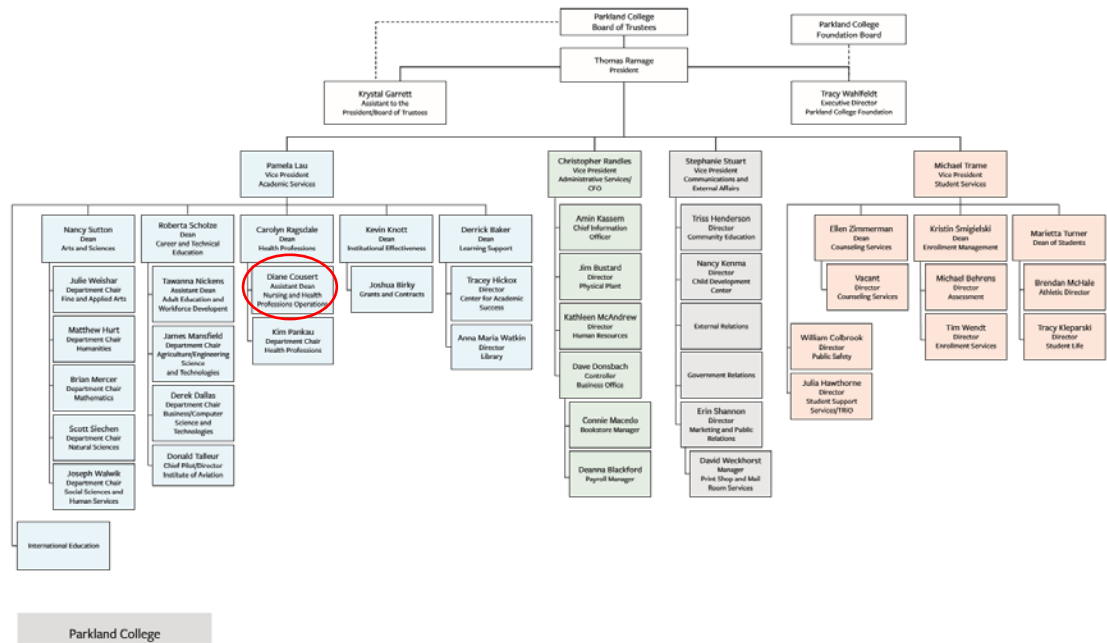 Parkland College
Board of Trustees
Parkland College
Foundation Board
Thomas Ramage
President
Krystal Garrett
Assistant to the
President/Board of Trustees
Tracy Wahlfeldt
Executive Director
Parkland College Foundation
Pamela Lau
Vice President
Academic Services
Christopher Randles
Vice President
Administrative Services/
CFO
Stephanie Stuart
Vice President
Communications and
External Affairs
Michael Trame
Vice President
Student Services
Nancy Sutton
Dean
Arts and Sciences
Julie Weishar
Department Chair
Fine and Applied Arts
Matthew Hurt
Department Chair
Humanities
Brian Mercer
Department Chair
Mathematics
Scott Siechen
Department Chair
Natural Sciences
Joseph Walwik
Department Chair
Social Sciences and
Human Services
International Education
Roberta Scholze
Dean
Career and Technical
Education
Tawanna Nickens
Assistant Dean
Adult Education and
Workforce Developent
James Mansfield
Department Chair
Agriculture/Engineering
Science
and Technologies
Derek Dallas
Department Chair
Business/Computer
Science and
Technologies
Donald Talleur
Chief Pilot/Director
Institute of Aviation
Carolyn Ragsdale
Dean
Health Professions
Diane Cousert
Assistant Dean
Nursing and Health
Professions Operations
Kim Pankau
Department Chair
Health Professions
Kevin Knott
Dean
Institutional Effectiveness
Joshua Birky
Grants and Contracts
Derrick Baker
Dean
Learning Support
Tracey Hickox
Director
Center for Academic
Success
Anna Maria Watkin
Director
Library
Amin Kassem
Chief Information
Officer
Jim Bustard
Director
Physical Plant
Kathleen McAndrew
Director
Human Resources
Dave Donsbach
Controller
Business Office
Connie Macedo
Bookstore Manager
Deanna Blackford
Payroll Manager
Triss Henderson
Director
Community Education
Nancy Kenma
Director
Child Development
Center
External Relations
Government Relations
Erin Shannon
Director
Marketing and Public
Relations
David Weckhorst
Manager
Print Shop and Mail
Room Services
Ellen Zimmerman
Dean
Counseling Services
Vacant
Director
Counseling Services
William Colbrook
Director
Public Safety
Julia Hawthorne
Director
Student Support
Services/TRiO
Kristin Smigielski
Dean
Enrollment Management
Michael Behrens
Director
Assessment
Tim Wendt
Director
Enrollment Services
Marietta Turner
Dean of Students
Brendan McHale
Athletic Director
Tracy Kleparski
Director
Student Life
Parkland College